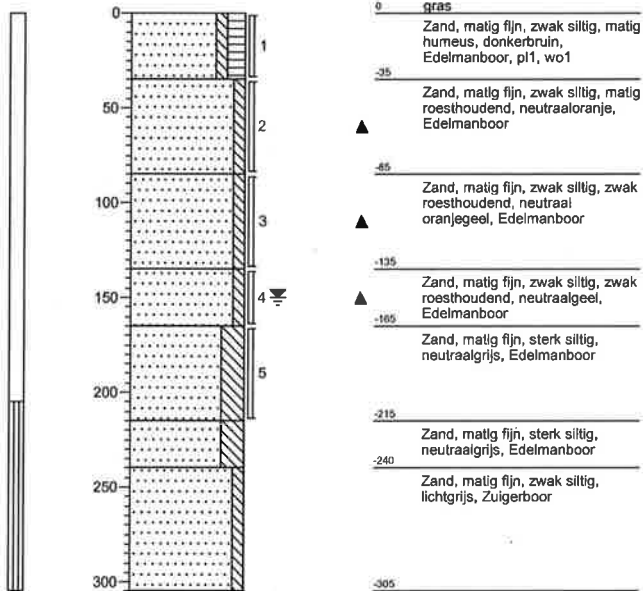 0
50
100
150
200
250
300
1
2
3
4
5
0 gras
Zand, matig fijn, zwak siltig, matig
humeus, donkerbruin,
Edelmanboor, pl1, wo1
-35
Zand, matig fijn, zwak siltig, matig
roesthoudend, neutraaloranje,
Edelmanboor
-85
Zand, matig fijn, zwak siltig, zwak
roesthoudend, neutraal
oranjegeel, Edelmanboor
-135
Zand, matig fijn, zwak siltig, zwak
roesthoudend, neutraalgeel,
Edelmanboor
-165
Zand, matig fijn, sterk siltig,
neutraalgrijs, Edelmanboor
-215
Zand, matig fijn, sterk siltig,
neutraalgrijs, Edelmanboor
-240
Zand, matig fijn, zwak siltig,
lichtgrijs, Zuigerboor
-305